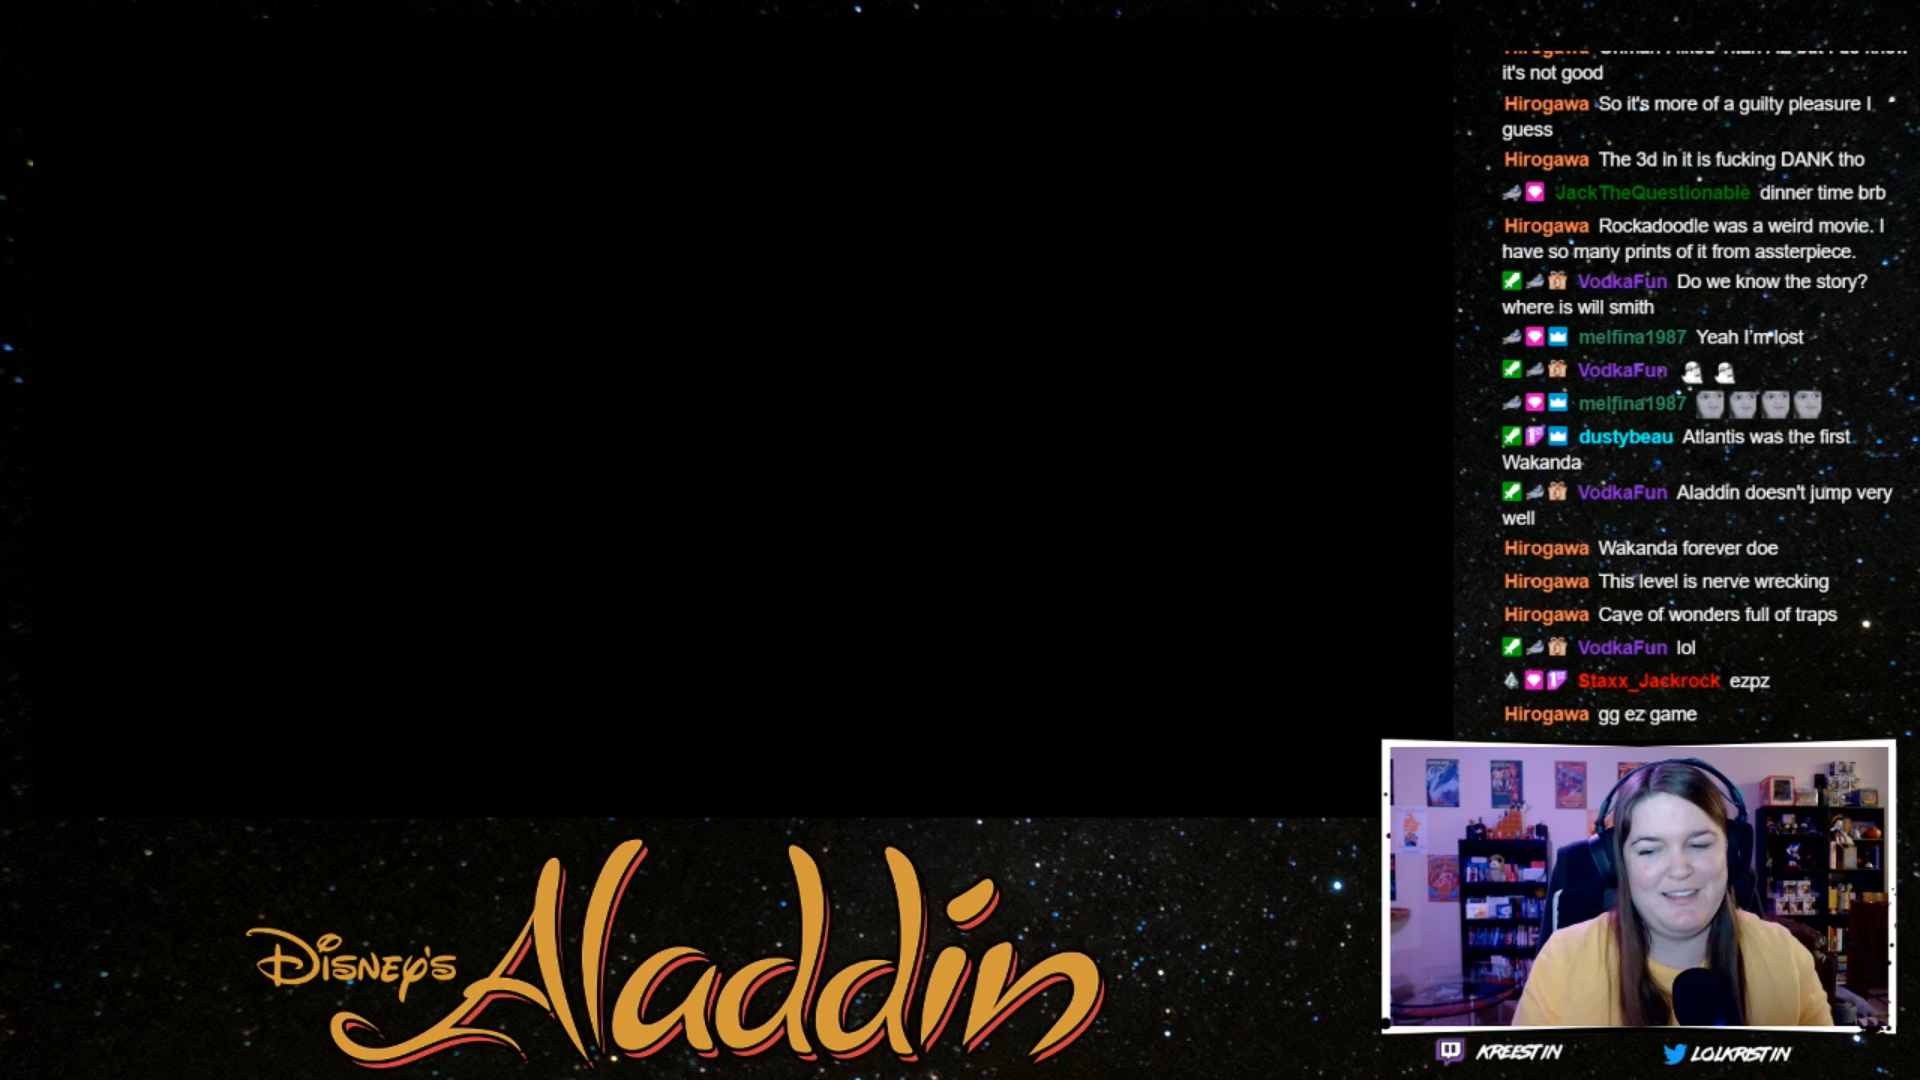 it's not good
Hirogawa So it's more of a guilty pleasure I
guess
Hirogawa The 3d in it is fucking DANK tho
JackTheQuestionable dinner time brb
Hirogawa Rockadoodle was a weird movie. I
have so many prints of it from assterpiece.
VodkaFun Do we know the story?
where is will smith
melfina1987 Yeah I'm lost
VodkaFun
melfina1987
dustybeau Atlantis was the first
Wakanda
VodkaFun Aladdin doesn't jump very
well
Hirogawa Wakanda forever doe
Hirogawa This level is nerve wrecking
Hirogawa Cave of wonders full of traps
VodkaFun lol
Staxx_Jackrock ezpz
Hirogawa gg ez game
Disney's Aladdin
KREESTIN
LOLKRISTIN